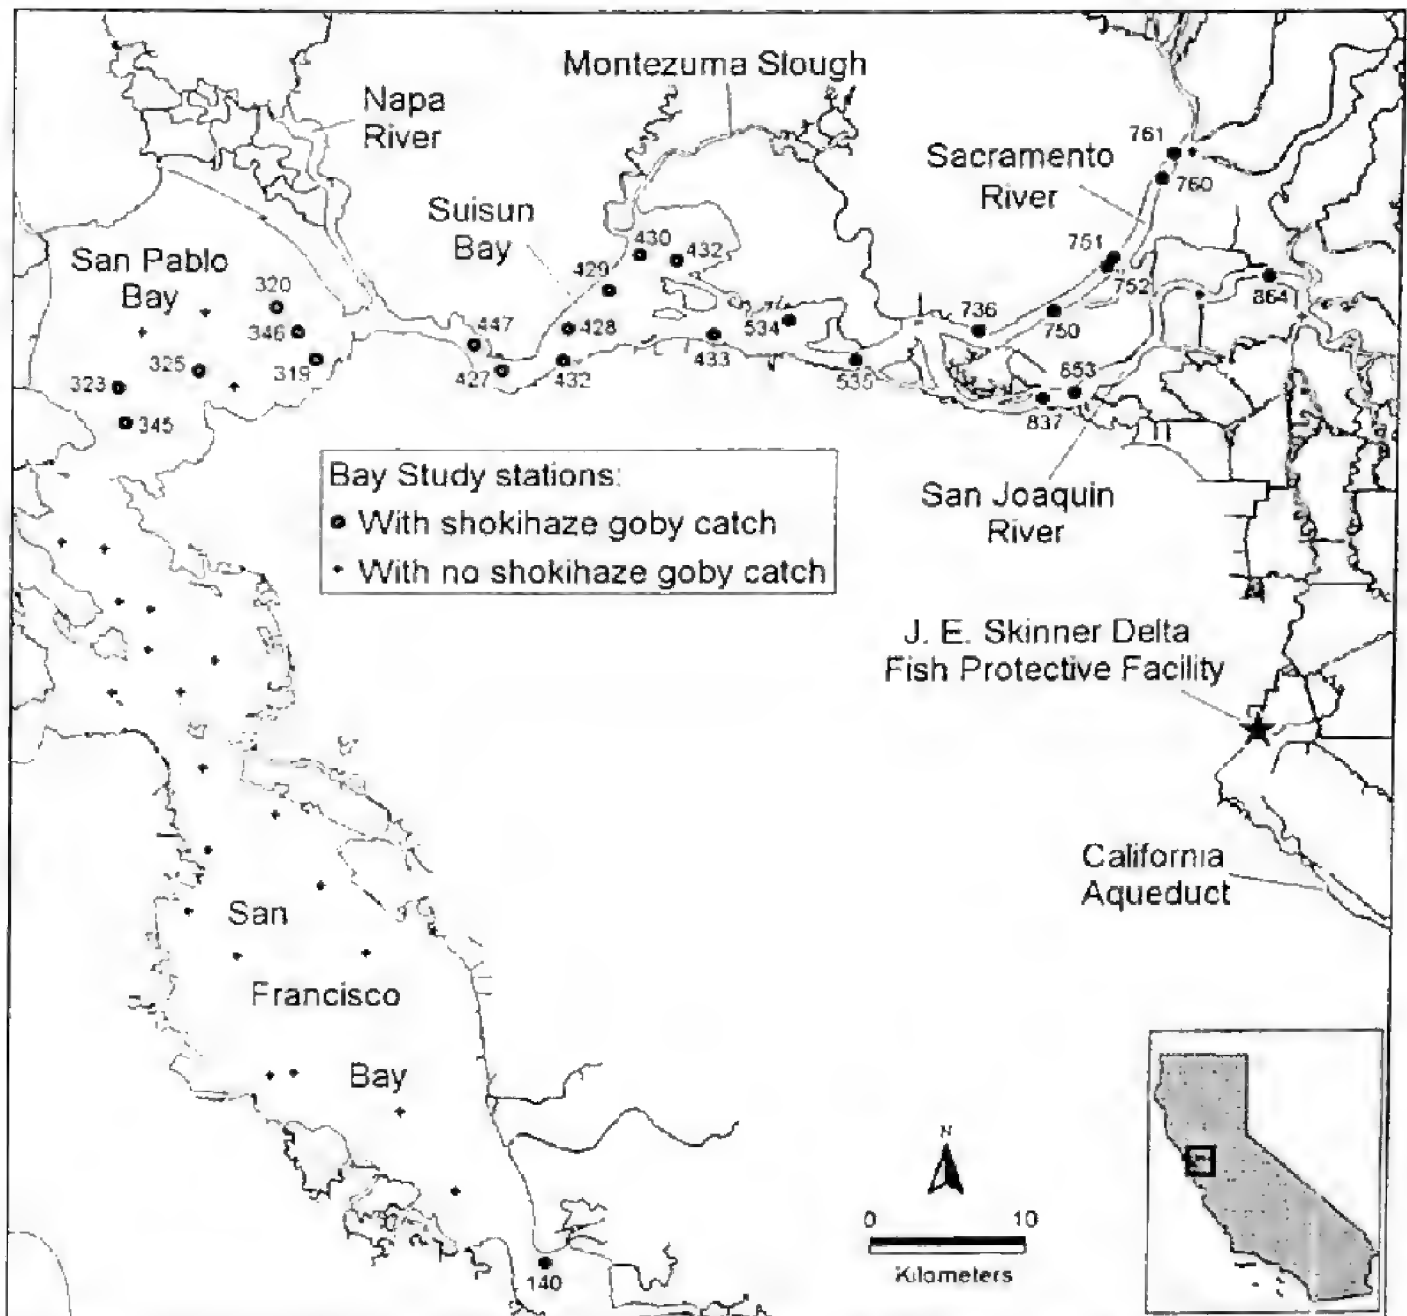 Montezuma Slough
Napa
River
761
Sacramento
River
760
Suisun
Bay
430
432
751
San Pablo
Bay
429
752
864
320
447
428
534
736
750
346
433
325
319
427
432
535
853
323
837
345
Bay Study stations:
With shokihaze goby catch
With no shokihaze goby catch
San Joaquin
River
J. E. Skinner Delta
Fish Protective Facility
California
Aqueduct
San
Francisco
Bay
N
0 10
Kilometers
140